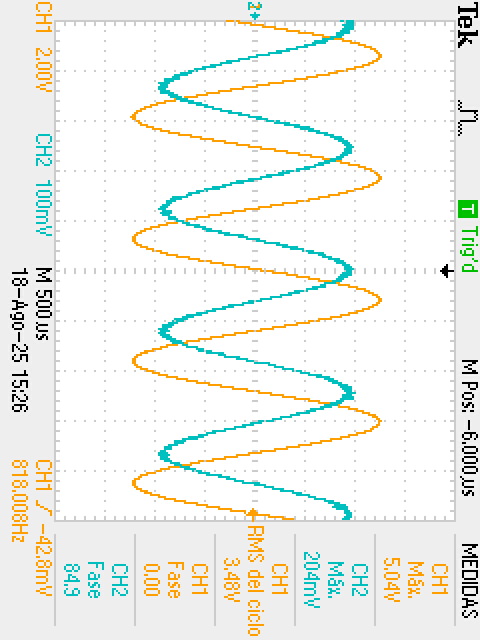 Tek
T Trig'd
M Pos: -6.000µs
MEDIDAS
CH1
Máx.
5.04V
CH2
Máx.
204mV
CH1
RMS del ciclo
3.48V
CH1
Fase
0.00
CH2
Fase
84.9
2
CH1 2.00V CH2 100mV M 500µs CH1 / -42.8mV
18-Ago-25 15:26 818.008Hz